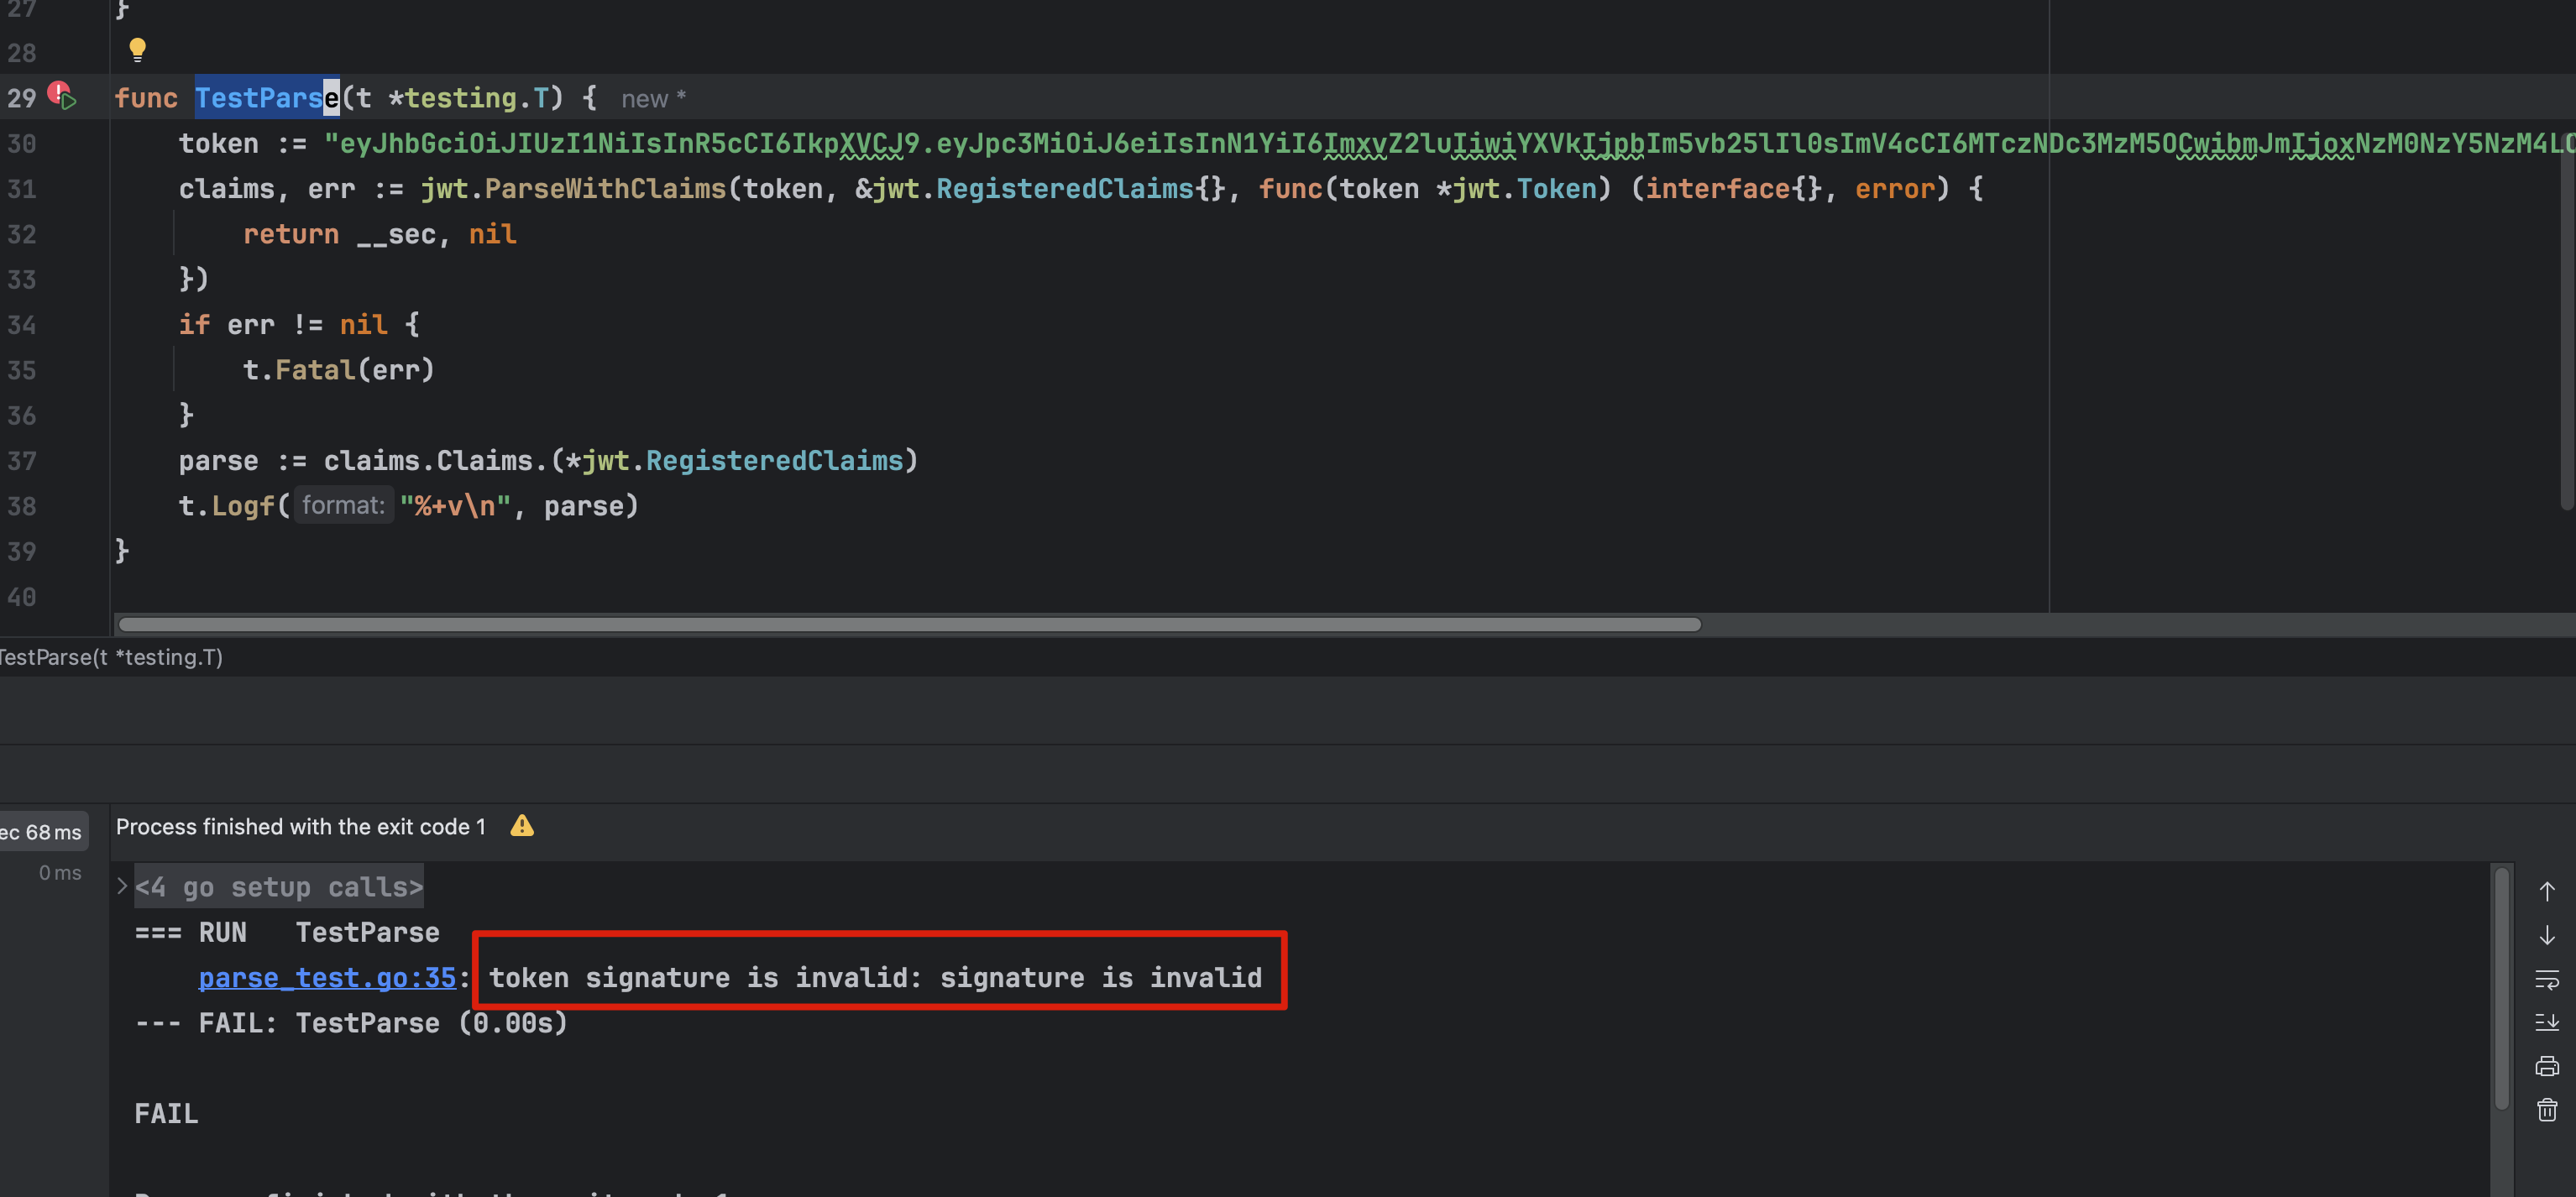 27 }
28
29 func TestParse(t *testing.T) { new *
30 token := "eyJhbGciOiJIUzI1NiIsInR5cCI6IkpXVCJ9.eyJpc3MiOiJ6eiIsInN1YiI6ImxvZ2luIiwiYXVkIjpbIm5vb25lIl0sImV4cCI6MTczNDc3MzM5OCwibmJmIjoxNzM0NzY5NzM4LC
31 claims, err := jwt.ParseWithClaims(token, &jwt.RegisteredClaims{}, func(token *jwt.Token) (interface{}, error) {
32 return __sec, nil
33 })
34 if err != nil {
35 t.Fatal(err)
36 }
37 parse := claims.Claims.(*jwt.RegisteredClaims)
38 t.Logf( format: "%+v\n", parse)
39 }
40
TestParse(t *testing.T)
ec 68 ms
Process finished with the exit code 1
0 ms
<4 go setup calls>
=== RUN TestParse
parse_test.go:35: token signature is invalid: signature is invalid
--- FAIL: TestParse (0.00s)
FAIL